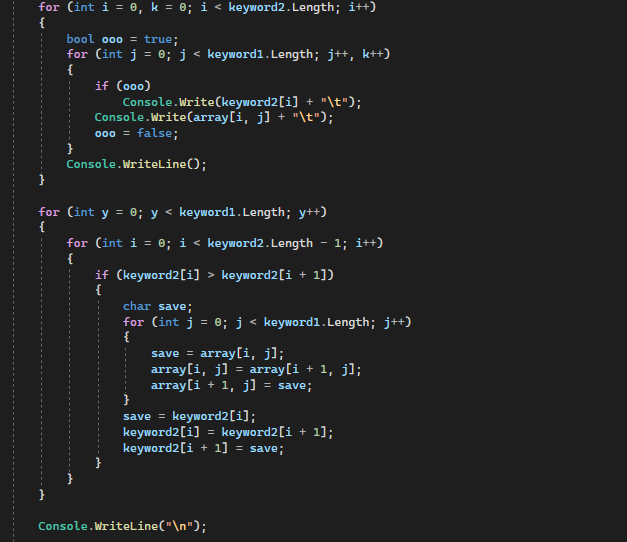 for (int i = 0, k = 0; i < keyword2.Length; i++)
{
bool ooo = true;
for (int j = 0; j < keyword1.Length; j++, k++)
{
if (ooo)
Console.Write(keyword2[i] + "\t");
Console.Write(array[i, j] + "\t");
ooo = false;
}
Console.WriteLine();
}
for (int y = 0; y < keyword1.Length; y++)
{
for (int i = 0; i < keyword2.Length - 1; i++)
{
if (keyword2[i] > keyword2[i + 1])
{
char save;
for (int j = 0; j < keyword1.Length; j++)
{
save = array[i, j];
array[i, j] = array[i + 1, j];
array[i + 1, j] = save;
}
save = keyword2[i];
keyword2[i] = keyword2[i + 1];
keyword2[i + 1] = save;
}
}
}
Console.WriteLine("\n");